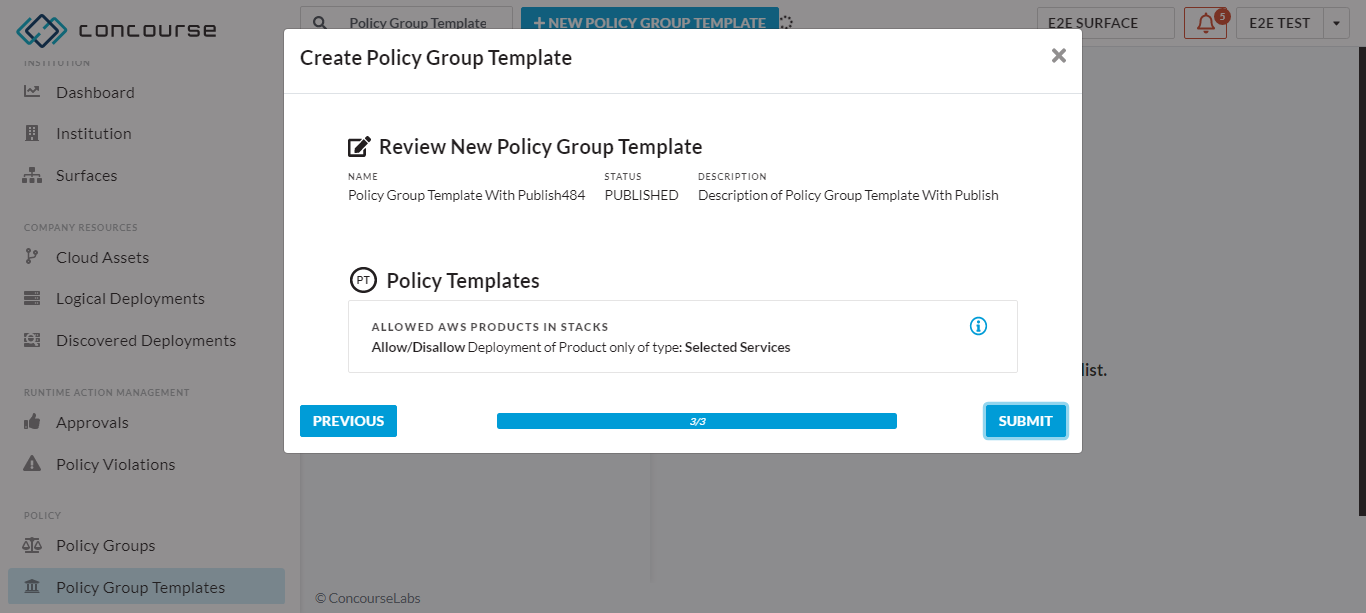 concourse
Policy Group Template
+ NEW POLICY GROUP TEMPLATE
E2E SURFACE
5
E2E TEST
INSTITUTION
Dashboard
Institution
Surfaces
COMPANY RESOURCES
Cloud Assets
Logical Deployments
Discovered Deployments
RUNTIME ACTION MANAGEMENT
Approvals
Policy Violations
POLICY
Policy Groups
Policy Group Templates
Create Policy Group Template
Review New Policy Group Template
NAME STATUS DESCRIPTION
Policy Group Template With Publish484 PUBLISHED Description of Policy Group Template With Publish
PT Policy Templates
ALLOWED AWS PRODUCTS IN STACKS
Allow/Disallow Deployment of Product only of type: Selected Services
list.
PREVIOUS 3/3 SUBMIT
© ConcourseLabs